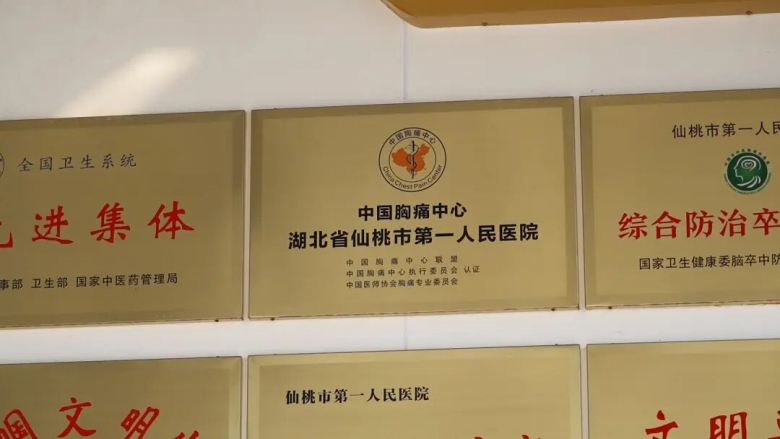 全国卫生系统
先进集体
事部 卫生部 国家中医药管理局
中国胸痛中心
China Chest Pain Center
中国胸痛中心
湖北省仙桃市第一人民医院
中国胸痛中心联盟
中国胸痛中心执行委员会 认证
中国医师协会胸痛专业委员会
仙桃市第一人民
综合防治卒
国家卫生健康委脑卒中防
文明
仙桃市第一人民医院
文明